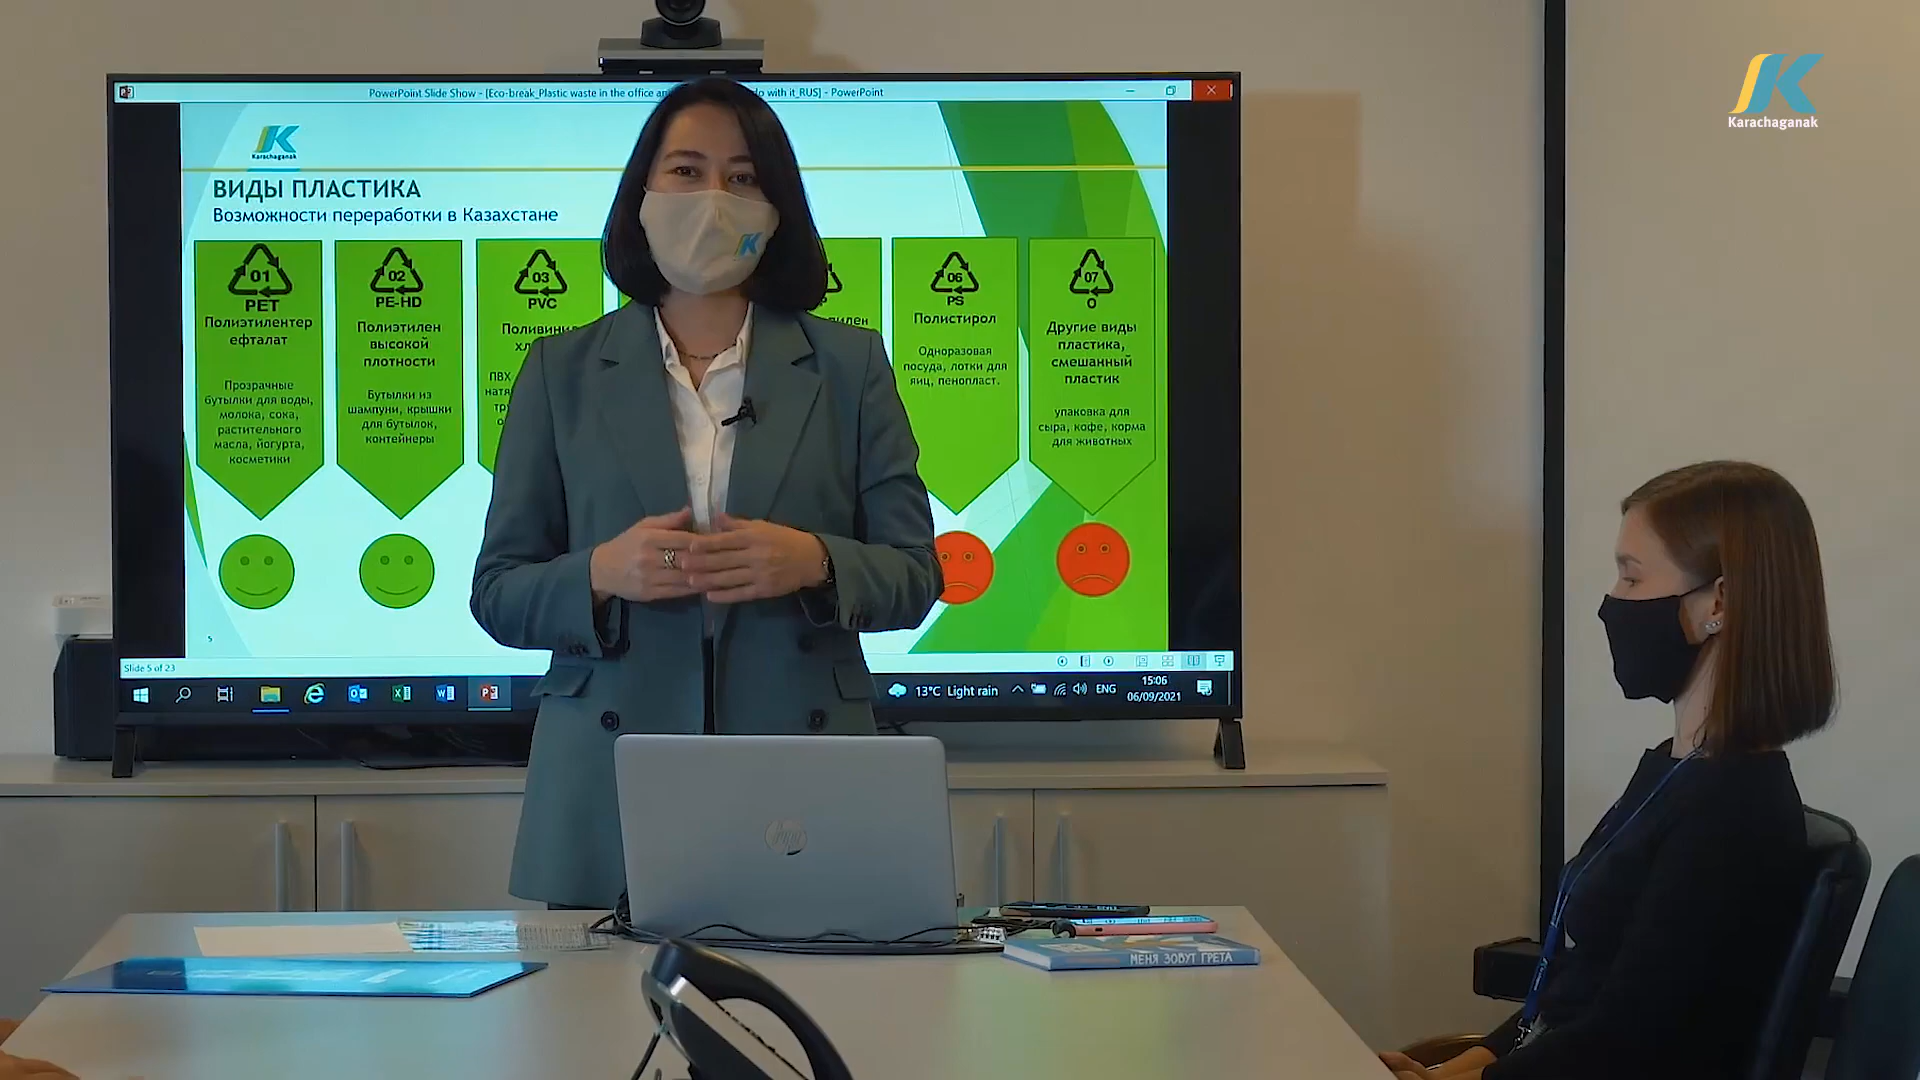 Karachaganak
PowerPoint Slide Show - [Eco-break_Plastic waste in the office
with it_RUS] - PowerPoint
Karachaganak
ВИДЫ ПЛАСТИКА
Возможности переработки в Казахстане
01
PET
Полиэтилентер
ефталат
Прозрачные
бутылки для воды,
молока, сока,
растительного
масла, йогурта,
косметики
02
PE-HD
Полиэтилен
высокой
плотности
Бутылки из
шампуни, крышки
для бутылок,
контейнеры
03
PVC
ПВХ
06
PS
Полистирол
Одноразовая
посуда, лотки для
яиц, пенопласт.
07
O
Другие виды
пластика,
смешанный
пластик
упаковка для
сыра, кофе, корма
для животных
5
Slide 5 of 23
13°C Light rain
ENG
15:06
06/09/2021
hp
МЕНЯ ЗОВУТ ГРЕТА